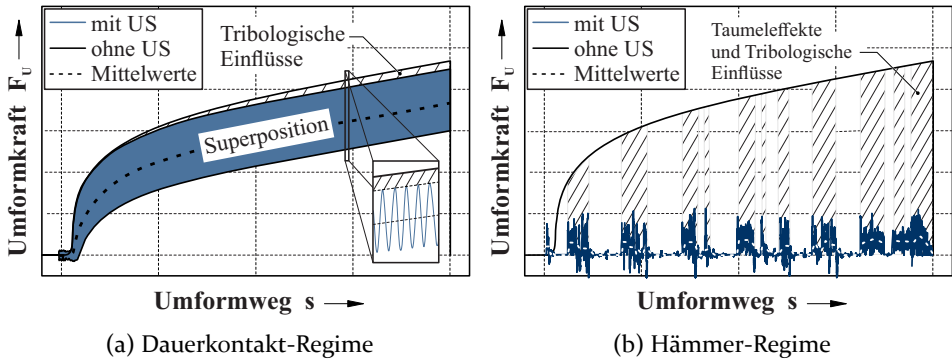 mit US
ohne US
Mittelwerte
Tribologische
Einflüsse
Superposition
Umformkraft F_U
Umformweg s
(a) Dauerkontakt-Regime
mit US
ohne US
Mittelwerte
Taumeleffekte
und Tribologische
Einflüsse
Umformkraft F_U
Umformweg s
(b) Hämmer-Regime